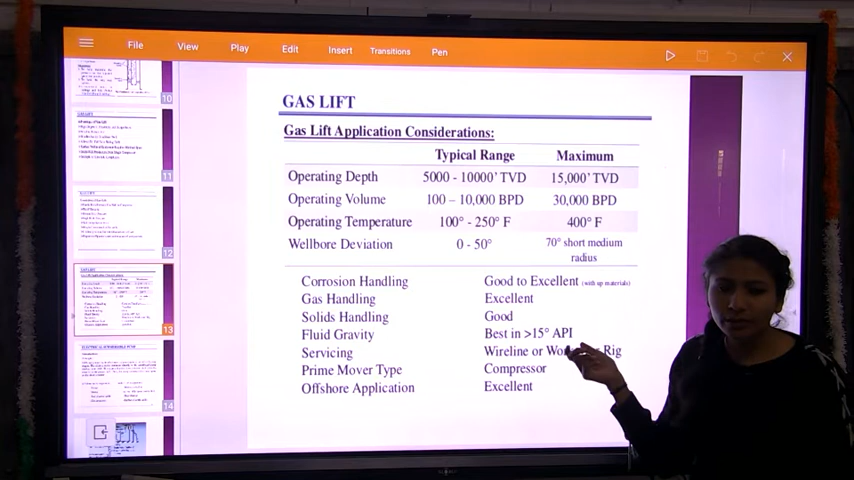 File View Play Edit Insert Transitions Pen
10
11
12
13
14
GAS LIFT
Gas Lift Application Considerations:
Typical Range Maximum
Operating Depth 5000 - 10000' TVD 15,000' TVD
Operating Volume 100 – 10,000 BPD 30,000 BPD
Operating Temperature 100° - 250° F 400° F
Wellbore Deviation 0 - 50° 70° short medium
radius
Corrosion Handling Good to Excellent (with up materials)
Gas Handling Excellent
Solids Handling Good
Fluid Gravity Best in >15° API
Servicing Wireline or Rig
Prime Mover Type Compressor
Offshore Application Excellent